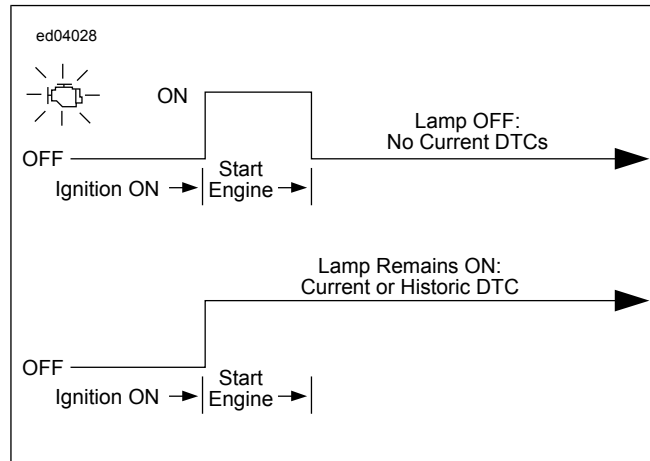 ed04028
ON
Lamp OFF:
No Current DTCs
OFF
Start
Ignition ON
Engine
Lamp Remains ON:
Current or Historic DTC
OFF
Start
Ignition ON
Engine